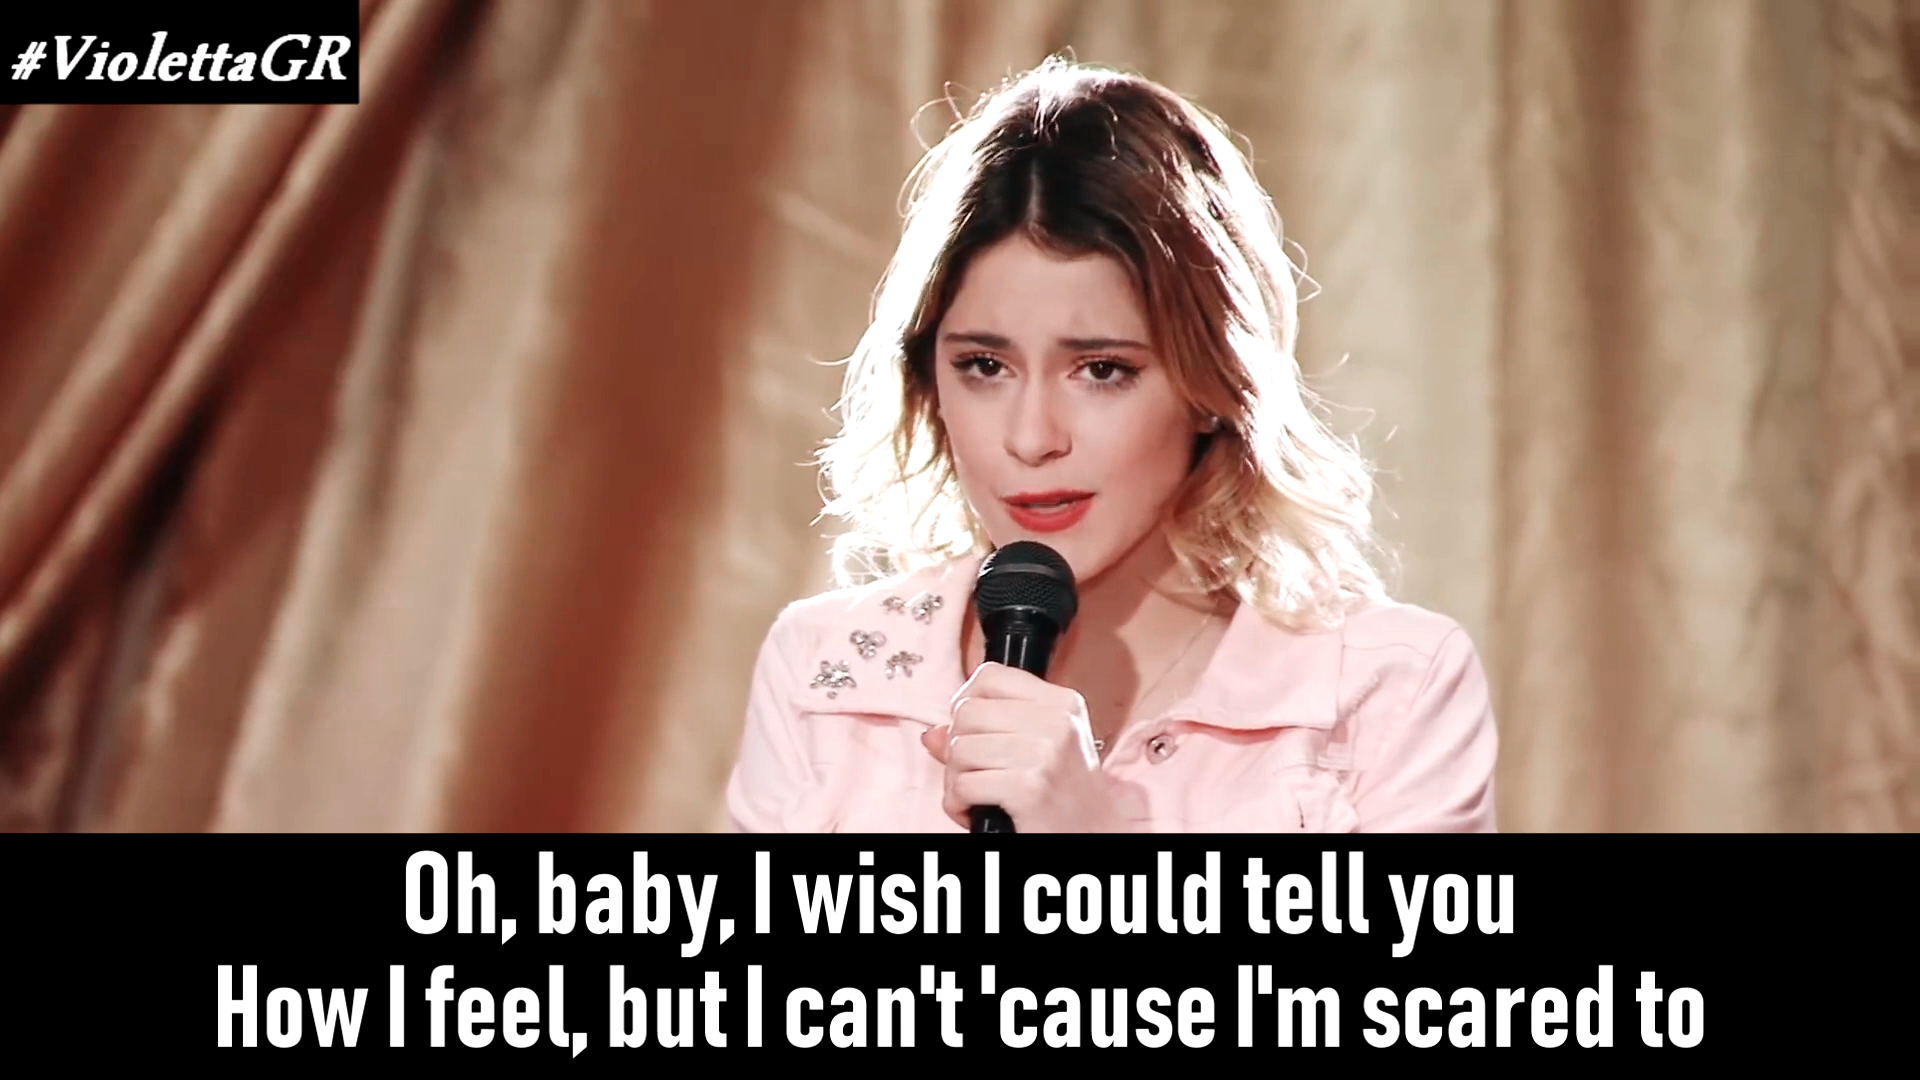 #ViolettaGR
Oh, baby, I wish I could tell you
How I feel, but I can't 'cause I'm scared to